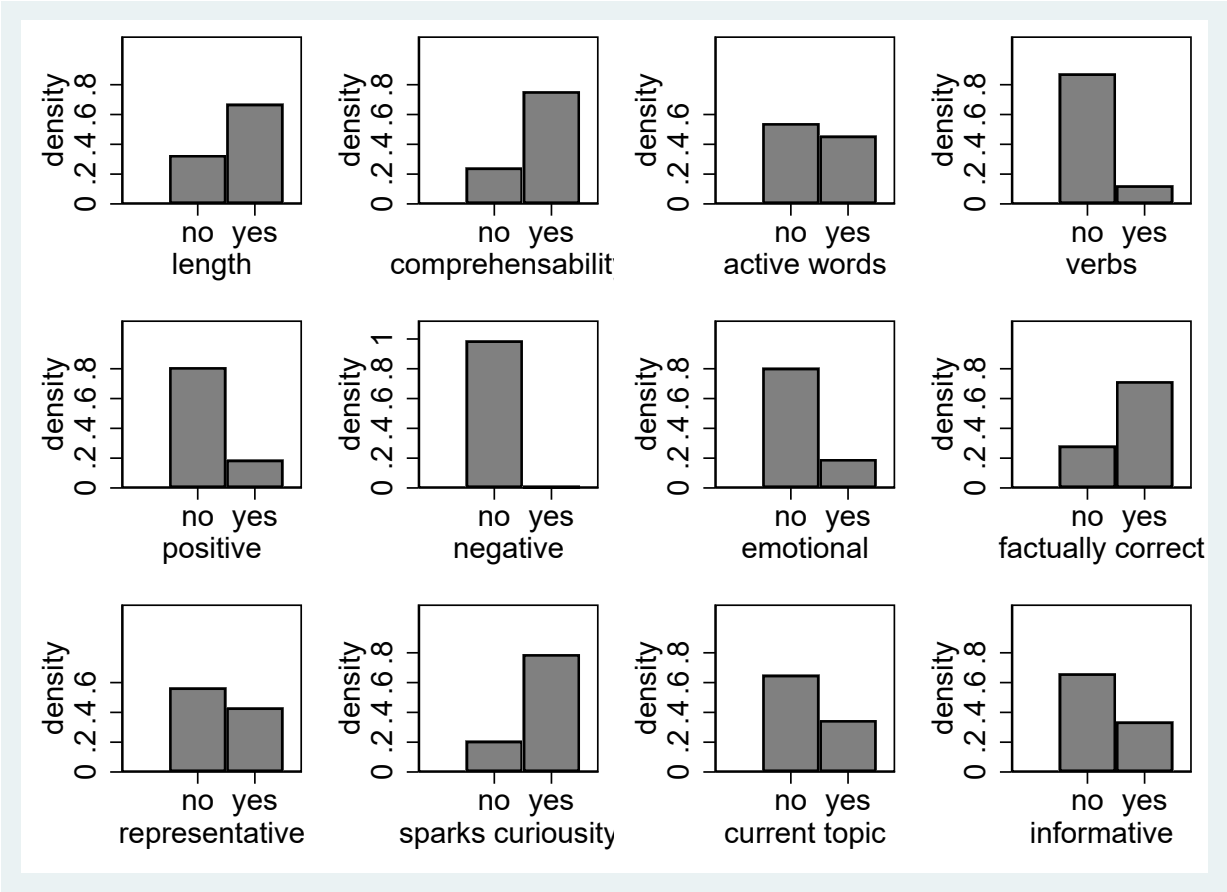 density
0 .2 .4 .6 .8
no yes
length
density
0 .2 .4 .6 .8
no yes
comprehensabilit
density
0 .2 .4 .6
no yes
active words
density
0 .2 .4 .6 .8
no yes
verbs
density
0 .2 .4 .6 .8
no yes
positive
density
0 .2 .4 .6 .8 1
no yes
negative
density
0 .2 .4 .6 .8
no yes
emotional
density
0 .2 .4 .6 .8
no yes
factually correct
density
0 .2 .4 .6
no yes
representative
density
0 .2 .4 .6 .8
no yes
sparks curiousity
density
0 .2 .4 .6 .8
no yes
current topic
density
0 .2 .4 .6 .8
no yes
informative